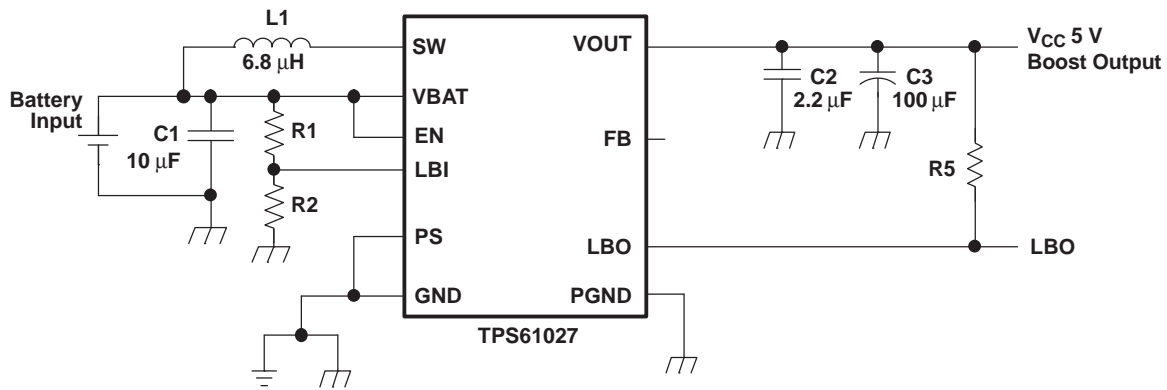 L1
6.8 μH
SW
VOUT
VCC 5 V
Boost Output
Battery
Input
C1
10 μF
VBAT
R1
EN
LBI
R2
C2
2.2 μF
C3
100 μF
FB
R5
PS
GND
LBO
LBO
PGND
TPS61027